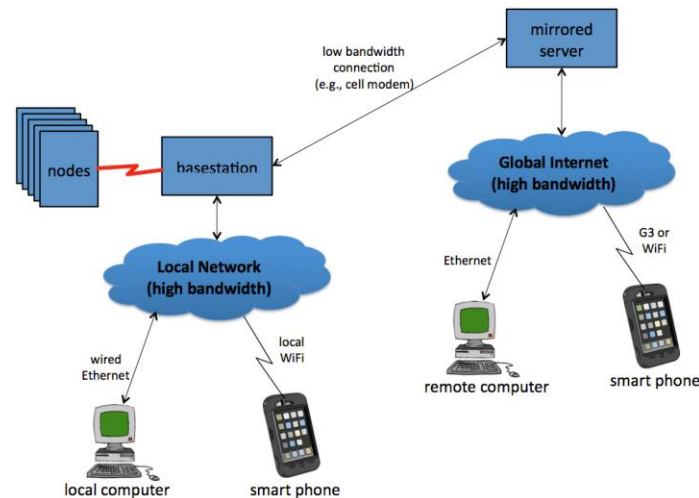 mirrored
server
low bandwidth
connection
(e.g., cell modem)
nodes
basestation
Global Internet
(high bandwidth)
Local Network
(high bandwidth)
Ethernet
G3 or
WiFi
wired
Ethernet
local
WiFi
remote computer
smart phone
local computer
smart phone